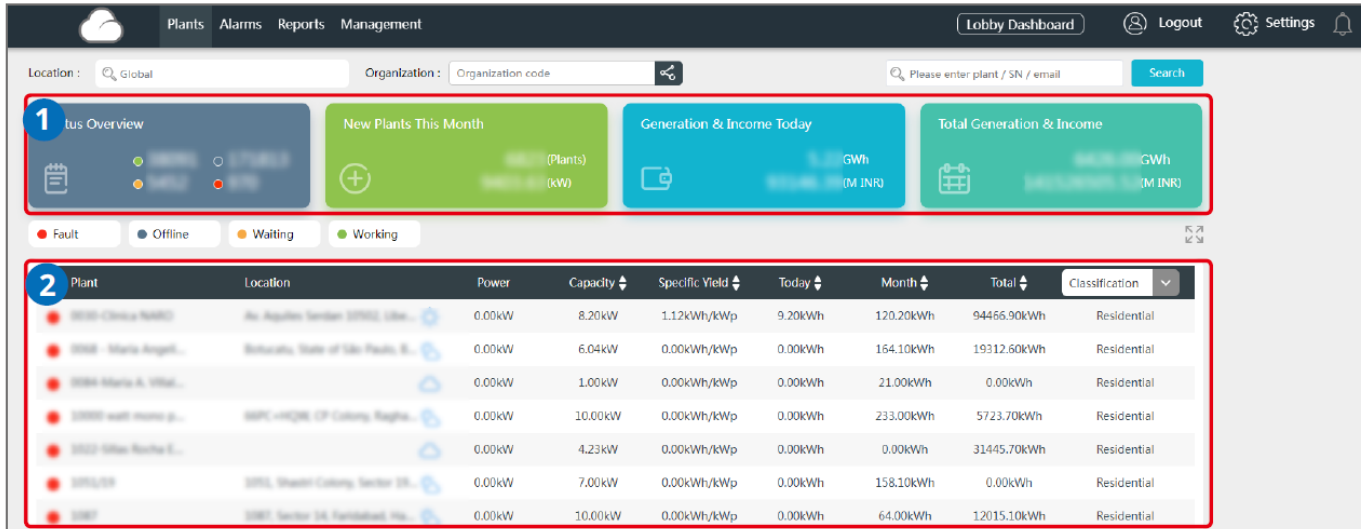 Plants Alarms Reports Management Lobby Dashboard Logout Settings
Location : Global Organization : Organization code Please enter plant / SN / email Search
1 tus Overview New Plants This Month Generation & Income Today Total Generation & Income
(Plants) GWh GWh
(kW) (M INR) (M INR)
Fault Offline Waiting Working
2 Plant Location Power Capacity Specific Yield Today Month Total Classification
0.00kW 8.20kW 1.12kWh/kWp 9.20kWh 120.20kWh 94466.90kWh Residential
0.00kW 6.04kW 0.00kWh/kWp 0.00kWh 164.10kWh 19312.60kWh Residential
0.00kW 1.00kW 0.00kWh/kWp 0.00kWh 21.00kWh 0.00kWh Residential
0.00kW 10.00kW 0.00kWh/kWp 0.00kWh 233.00kWh 5723.70kWh Residential
0.00kW 4.23kW 0.00kWh/kWp 0.00kWh 0.00kWh 31445.70kWh Residential
0.00kW 7.00kW 0.00kWh/kWp 0.00kWh 158.10kWh 0.00kWh Residential
0.00kW 10.00kW 0.00kWh/kWp 0.00kWh 64.00kWh 12015.10kWh Residential